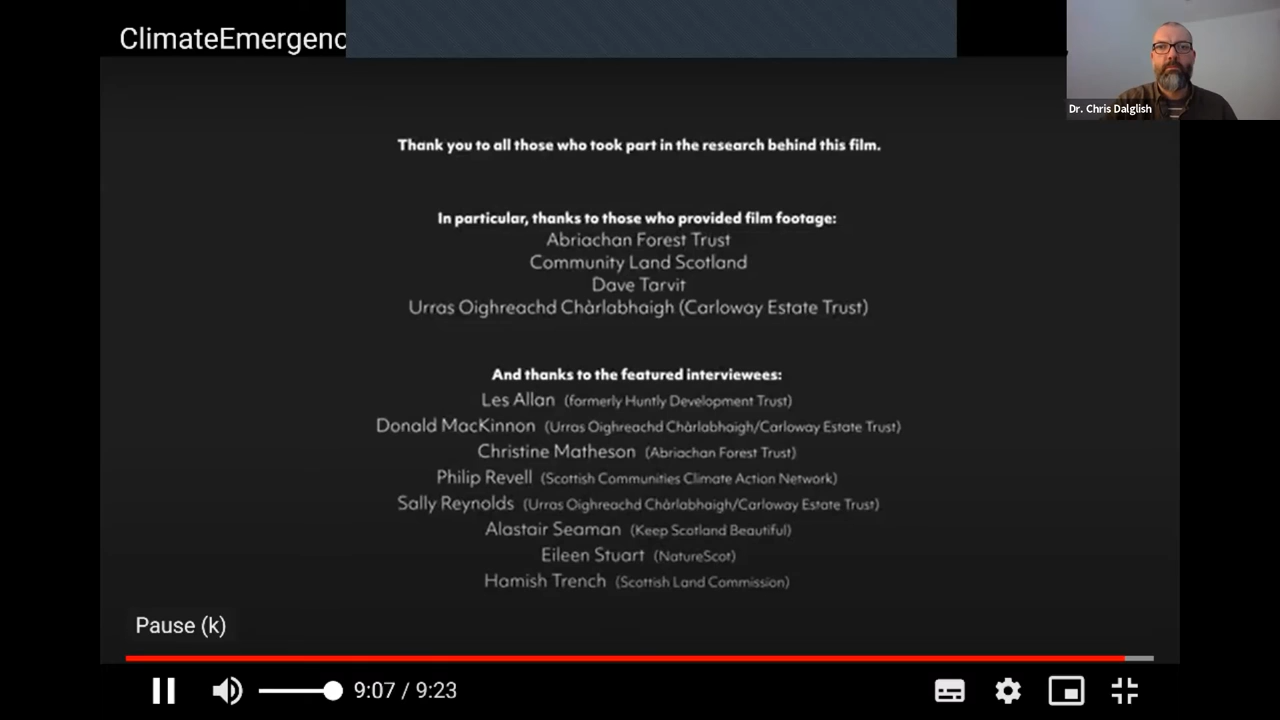 ClimateEmergenc
Dr. Chris Dalglish
Thank you to all those who took part in the research behind this film.
In particular, thanks to those who provided film footage:
Abriachan Forest Trust
Community Land Scotland
Dave Tarvit
Urras Oighreachd Chàrlabhaigh (Carloway Estate Trust)
And thanks to the featured interviewees:
Les Allan (formerly Huntly Development Trust)
Donald MacKinnon (Urras Oighreachd Chàrlabhaigh/Carloway Estate Trust)
Christine Matheson (Abriachan Forest Trust)
Philip Revell (Scottish Communities Climate Action Network)
Sally Reynolds (Urras Oighreachd Chàrlabhaigh/Carloway Estate Trust)
Alastair Seaman (Keep Scotland Beautiful)
Eileen Stuart (NatureScot)
Hamish Trench (Scottish Land Commission)
Pause (k)
9:07 / 9:23